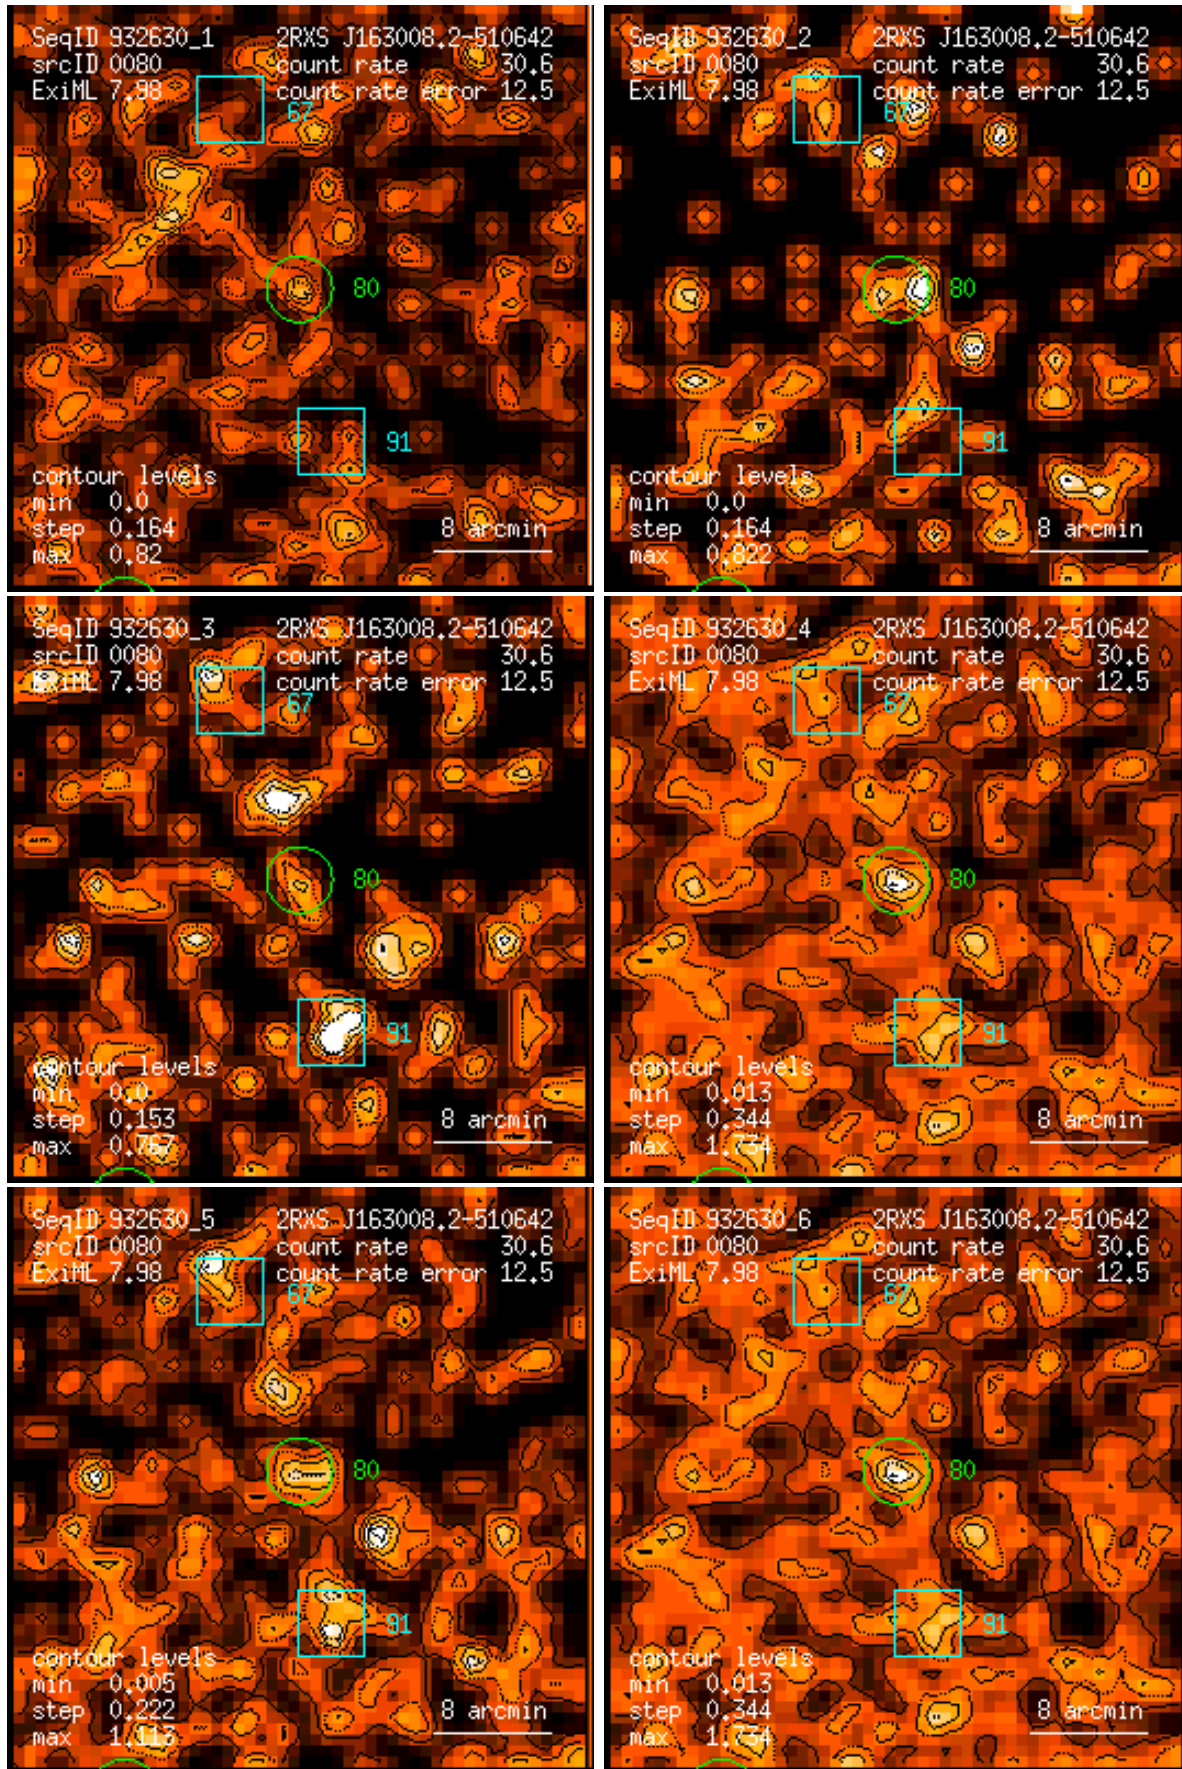 SeqID 932630_1 2RXS J163008.2-510642
srcID 0080 count rate 30.6
ExiML 7.98 count rate error 12.5
67
80
91
contour levels
min 0.0
step 0.164
max 0.82
8 arcmin
SeqID 932630_2 2RXS J163008.2-510642
srcID 0080 count rate 30.6
ExiML 7.98 count rate error 12.5
67
80
91
contour levels
min 0.0
step 0.164
max 0.822
8 arcmin
SeqID 932630_3 2RXS J163008.2-510642
srcID 0080 count rate 30.6
ExiML 7.98 count rate error 12.5
67
80
91
contour levels
min 0.0
step 0.153
max 0.767
8 arcmin
SeqID 932630_4 2RXS J163008.2-510642
srcID 0080 count rate 30.6
ExiML 7.98 count rate error 12.5
67
80
91
contour levels
min 0.013
step 0.344
max 1.734
8 arcmin
SeqID 932630_5 2RXS J163008.2-510642
srcID 0080 count rate 30.6
ExiML 7.98 count rate error 12.5
67
80
91
contour levels
min 0.005
step 0.222
max 1.113
8 arcmin
SeqID 932630_6 2RXS J163008.2-510642
srcID 0080 count rate 30.6
ExiML 7.98 count rate error 12.5
67
80
91
contour levels
min 0.013
step 0.344
max 1.734
8 arcmin